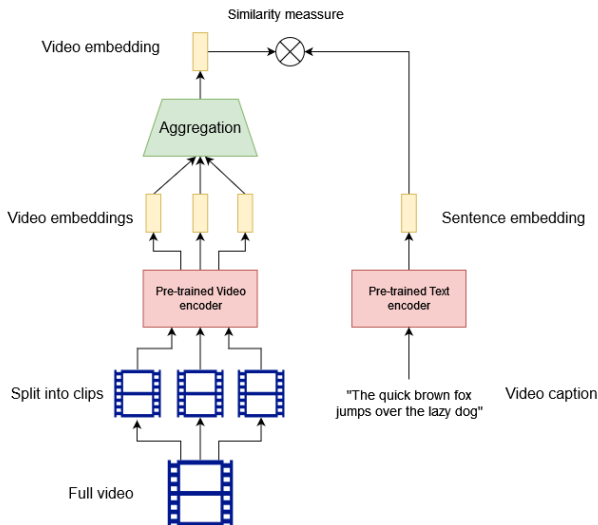 Similarity meassure
Video embedding
Aggregation
Video embeddings
Sentence embedding
Pre-trained Video
encoder
Pre-trained Text
encoder
Split into clips
"The quick brown fox
jumps over the lazy dog"
Video caption
Full video